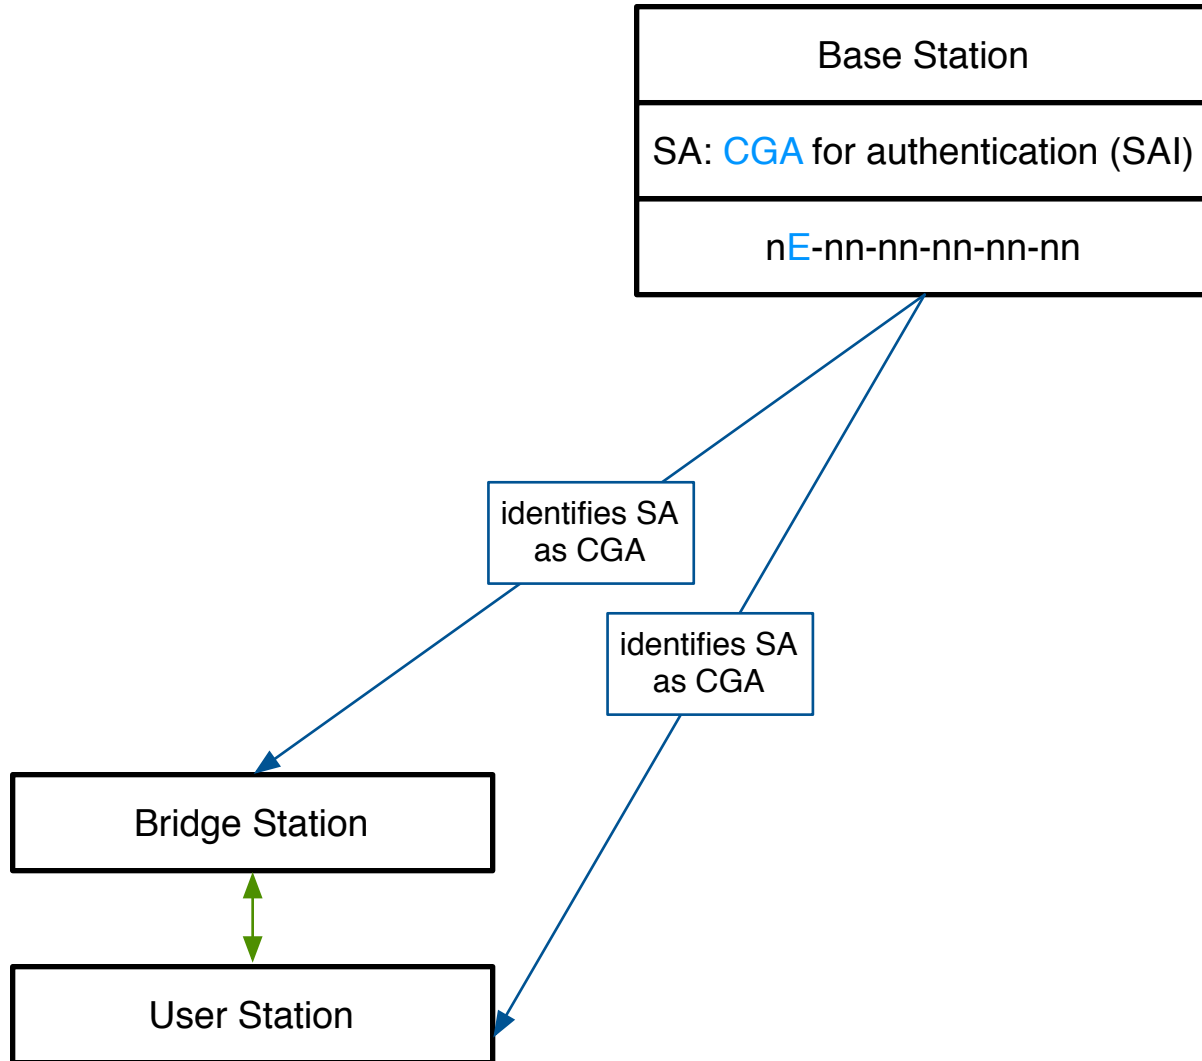 Base Station
SA: CGA for authentication (SAI)
nE-nn-nn-nn-nn-nn
identifies SA
as CGA
identifies SA
as CGA
Bridge Station
User Station